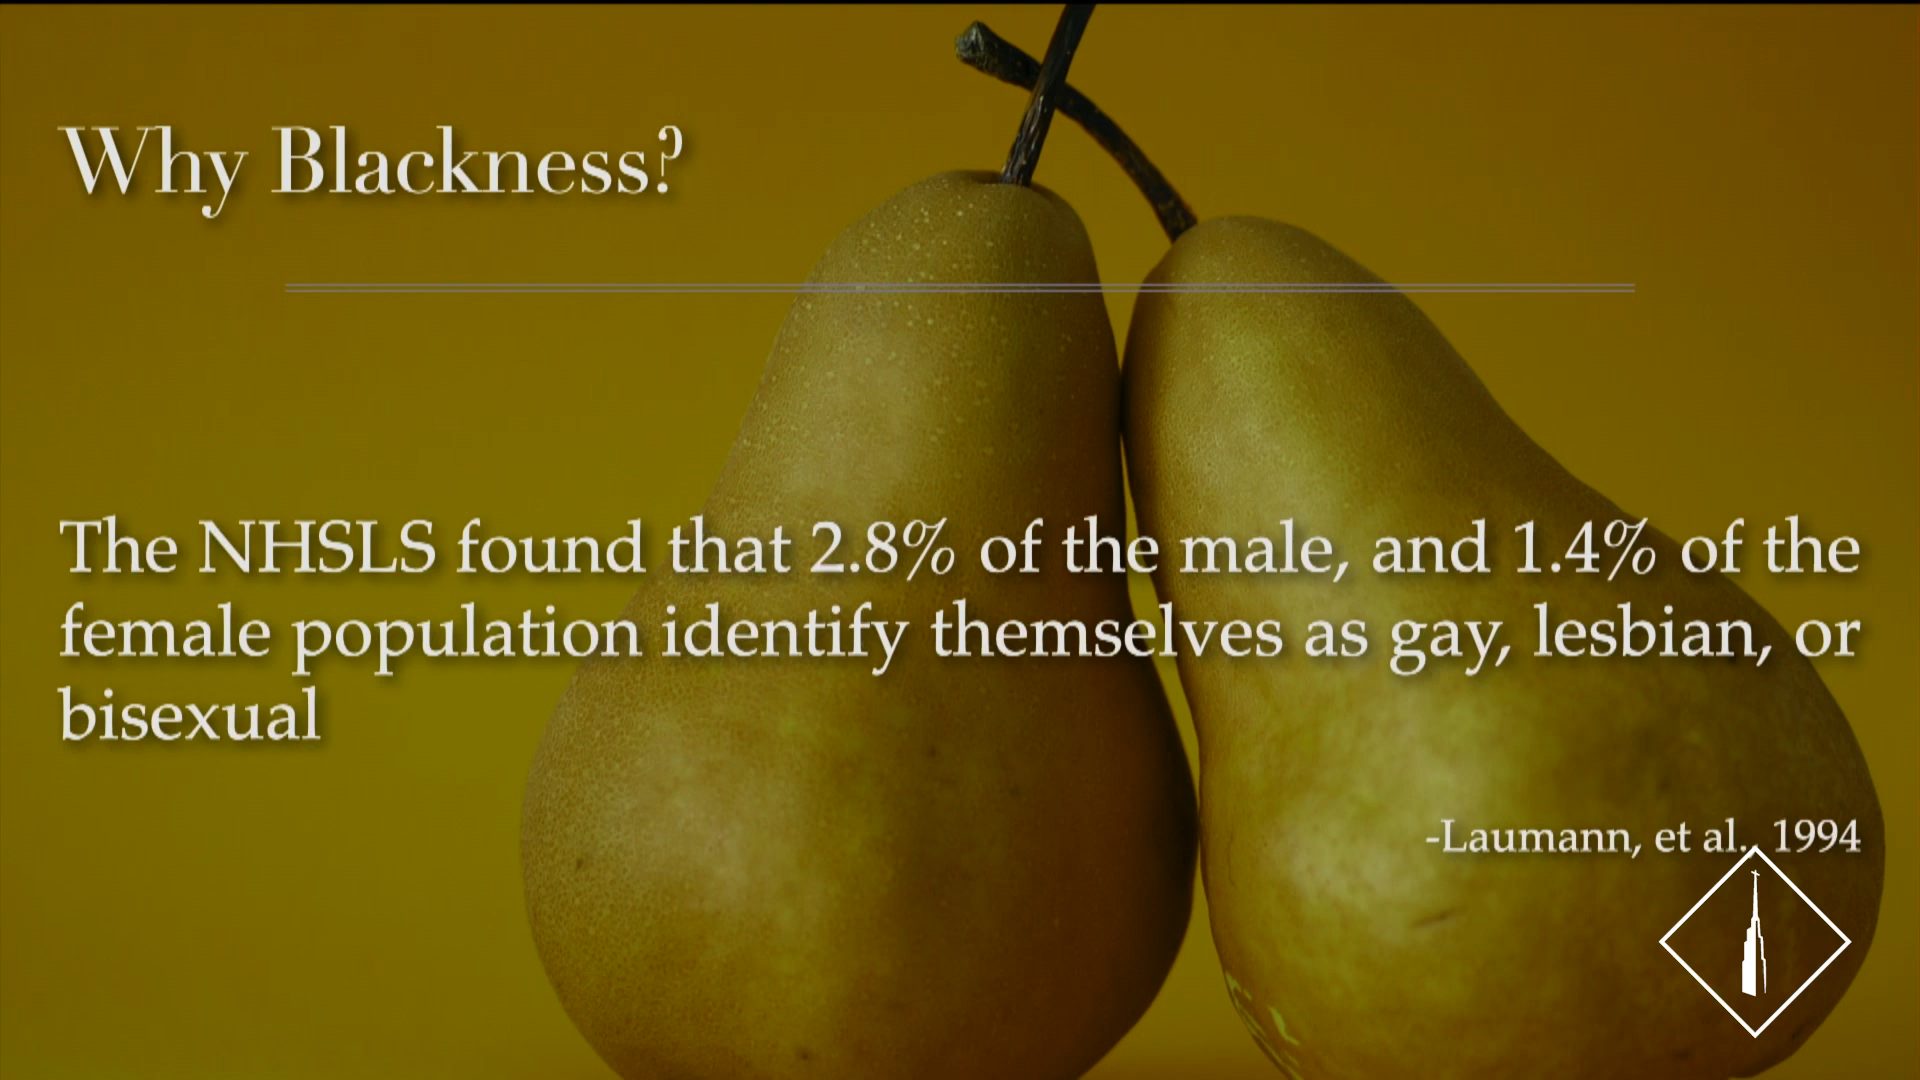 Why Blackness?
The NHSLS found that 2.8% of the male, and 1.4% of the
female population identify themselves as gay, lesbian, or
bisexual
-Laumann, et al., 1994